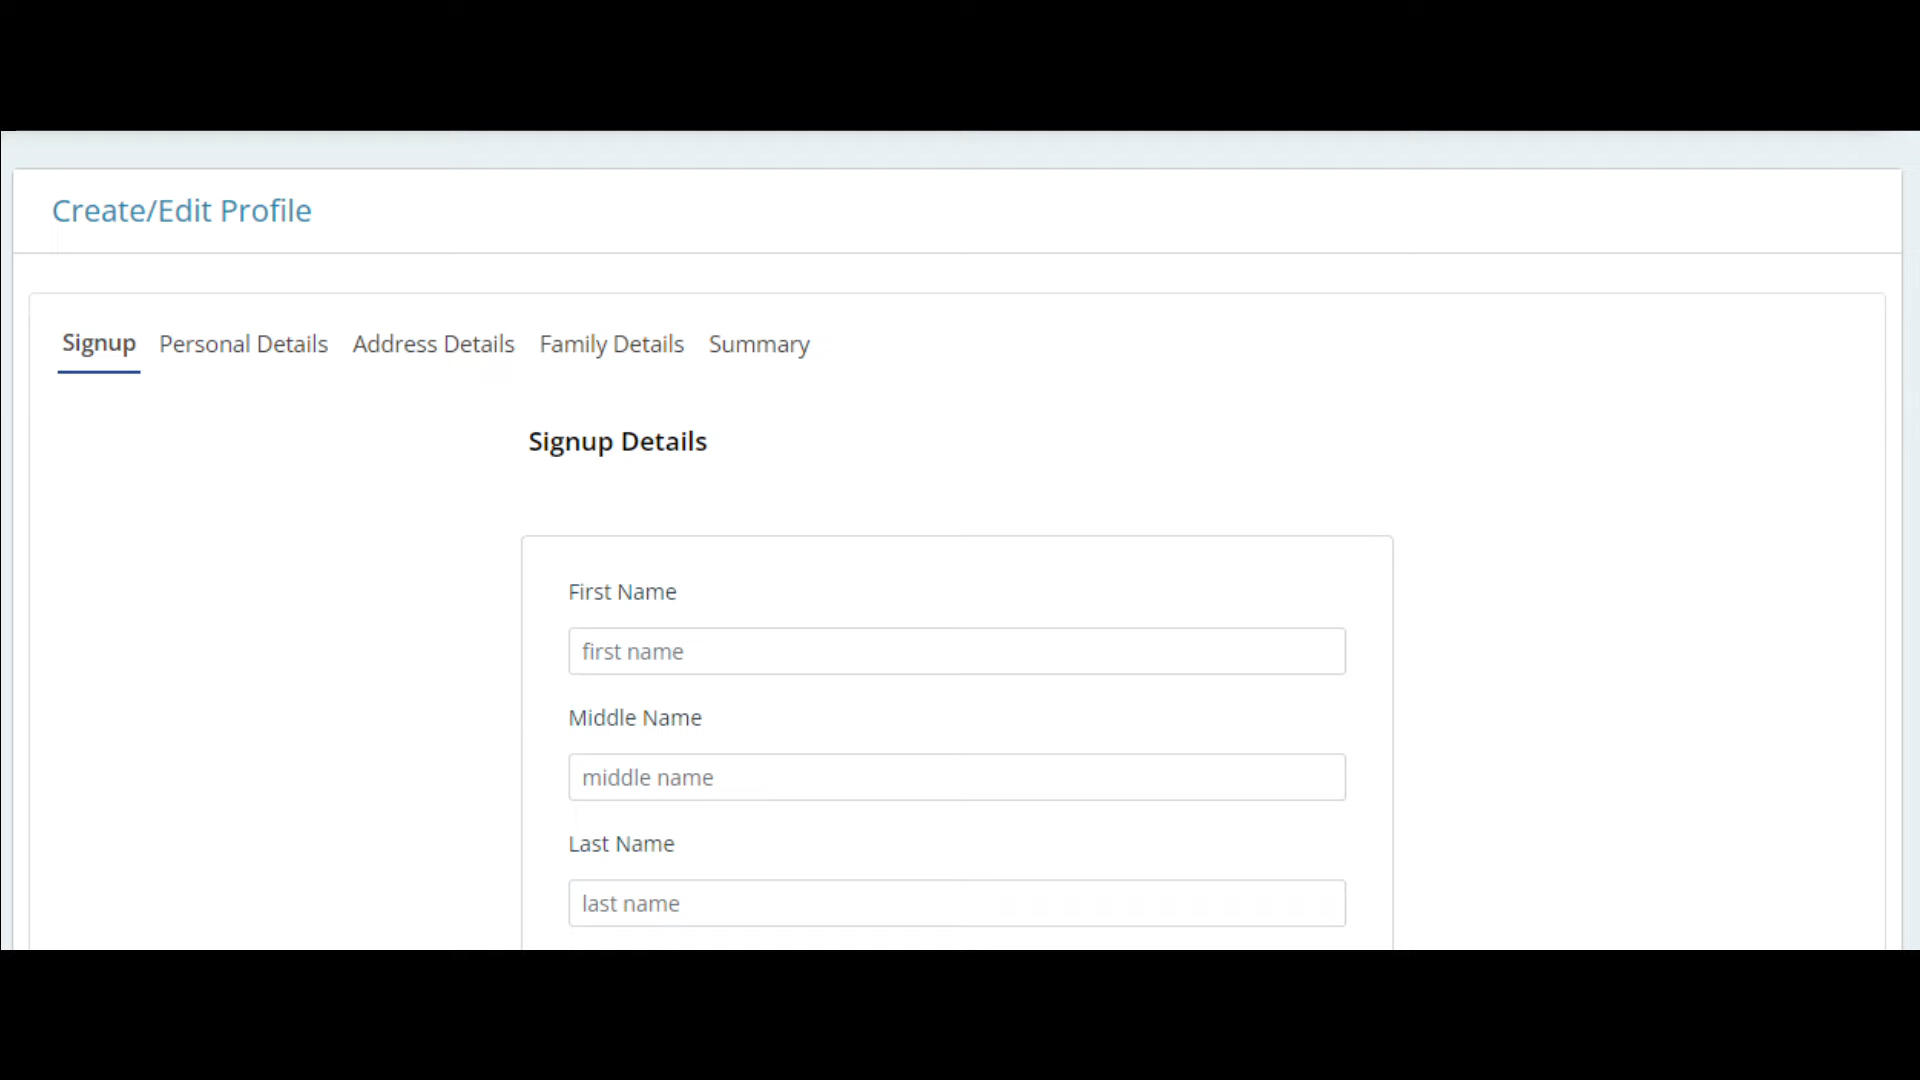 Create/Edit Profile
Signup Personal Details Address Details Family Details Summary
Signup Details
First Name
first name
Middle Name
middle name
Last Name
last name